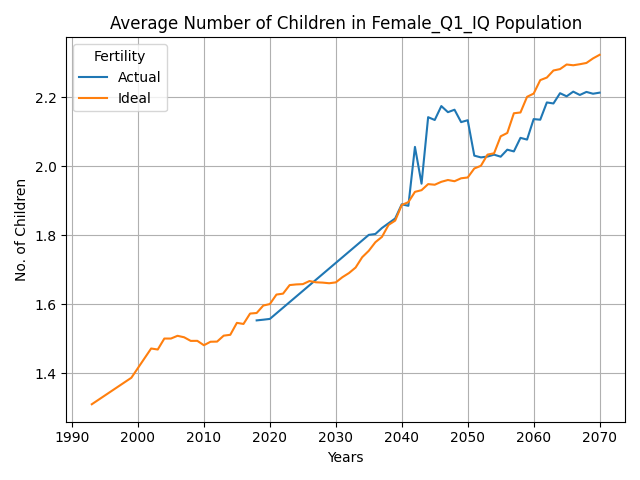 Average Number of Children in Female_Q1_IQ Population
Fertility
Actual
Ideal
No. of Children
2.2
2.0
1.8
1.6
1.4
1990 2000 2010 2020 2030 2040 2050 2060 2070
Years